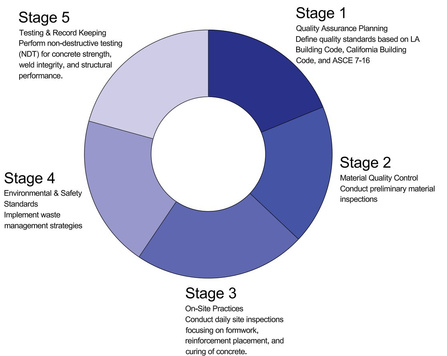 Stage 1
Quality Assurance Planning
Define quality standards based on LA
Building Code, California Building
Code, and ASCE 7-16
Stage 2
Material Quality Control
Conduct preliminary material
inspections
Stage 3
On-Site Practices
Conduct daily site inspections
focusing on formwork,
reinforcement placement, and
curing of concrete.
Stage 4
Environmental & Safety
Standards
Implement waste
management strategies
Stage 5
Testing & Record Keeping
Perform non-destructive testing
(NDT) for concrete strength,
weld integrity, and structural
performance.